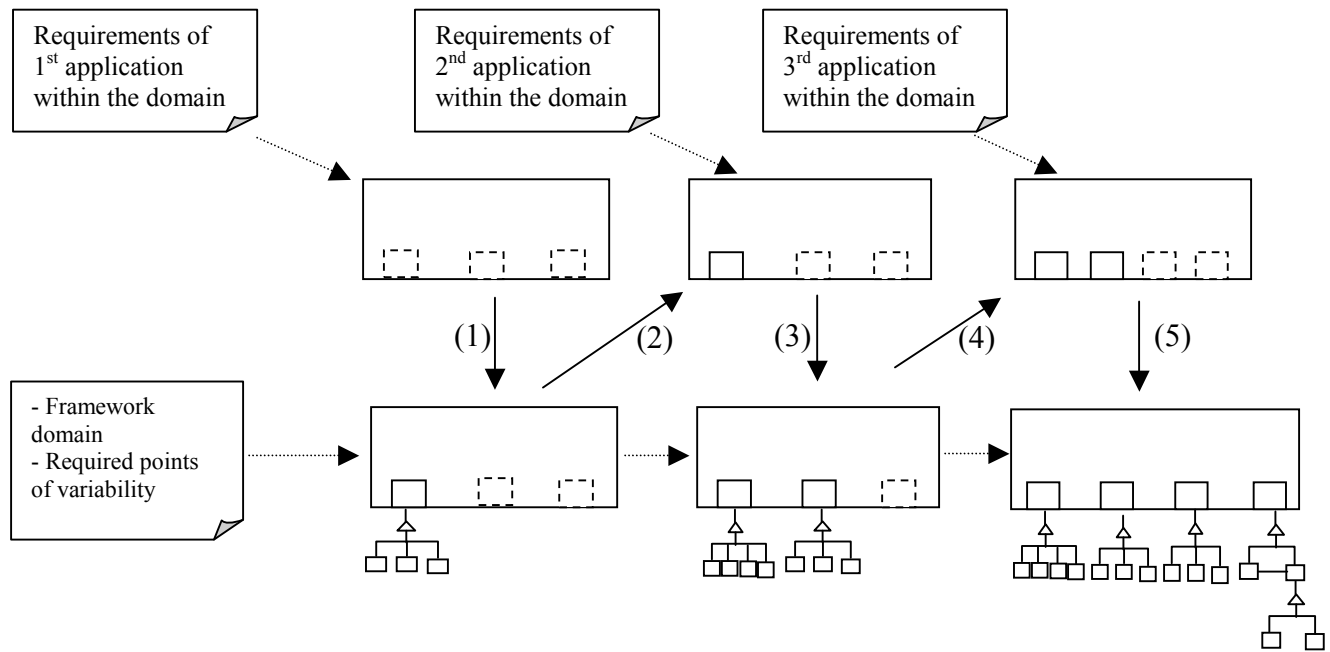 Requirements of
1st application
within the domain
Requirements of
2nd application
within the domain
Requirements of
3rd application
within the domain
(1)
(2)
(3)
(4)
(5)
- Framework
domain
- Required points
of variability